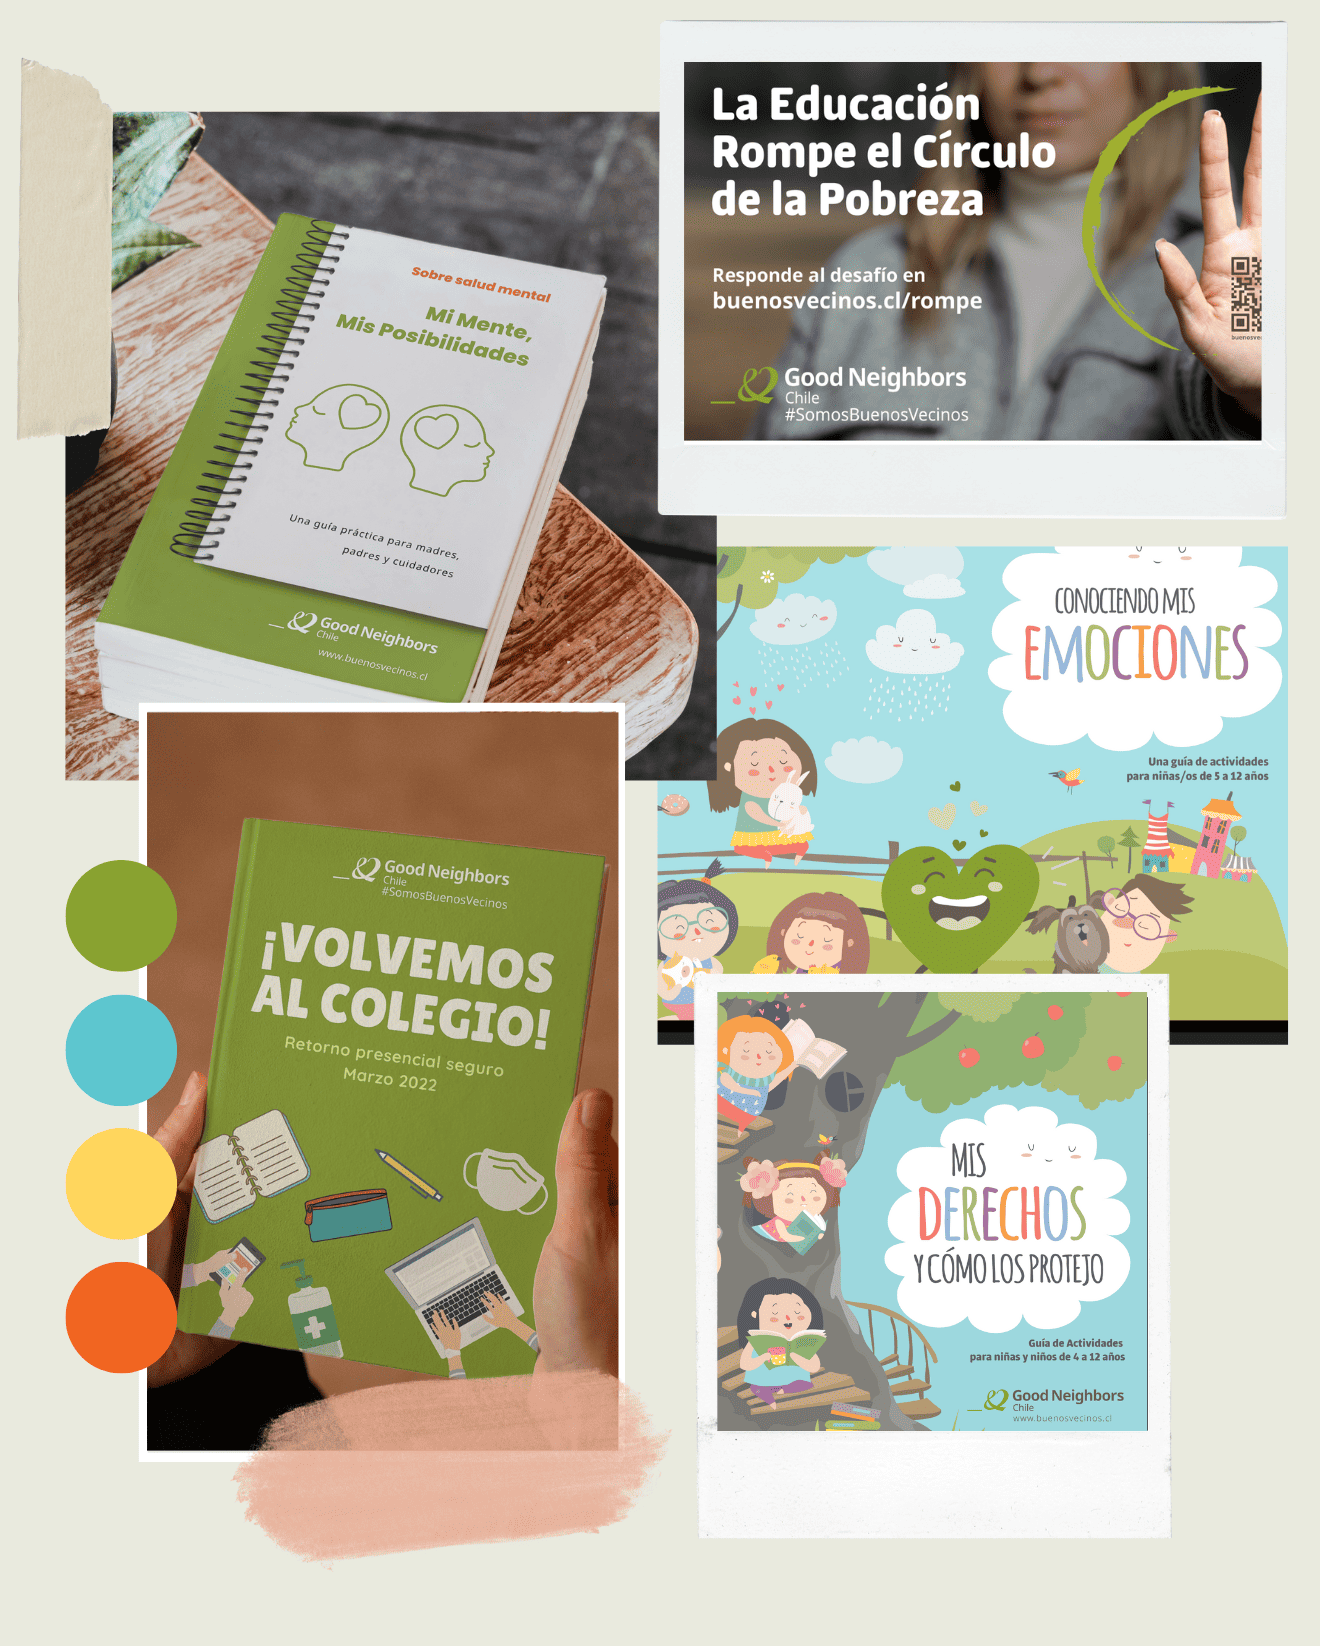 La Educación
Rompe el Círculo
de la Pobreza
Responde al desafío en
buenosvecinos.cl/rompe
Good Neighbors
Chile
#SomosBuenosVecinos
Sobre salud mental
Mi Mente,
Mis Posibilidades
Una guía práctica para madres,
padres y cuidadores
Good Neighbors
Chile
www.buenosvecinos.cl
CONOCIENDO MIS
EMOCIONES
Una guía de actividades
para niñas/os de 5 a 12 años
Good Neighbors
Chile
#SomosBuenosVecinos
¡VOLVEMOS
AL COLEGIO!
Retorno presencial seguro
Marzo 2022
MIS
DERECHOS
Y CÓMO LOS PROTEJO
Guía de Actividades
para niñas y niños de 4 a 12 años
Good Neighbors
Chile
www.buenosvecinos.cl